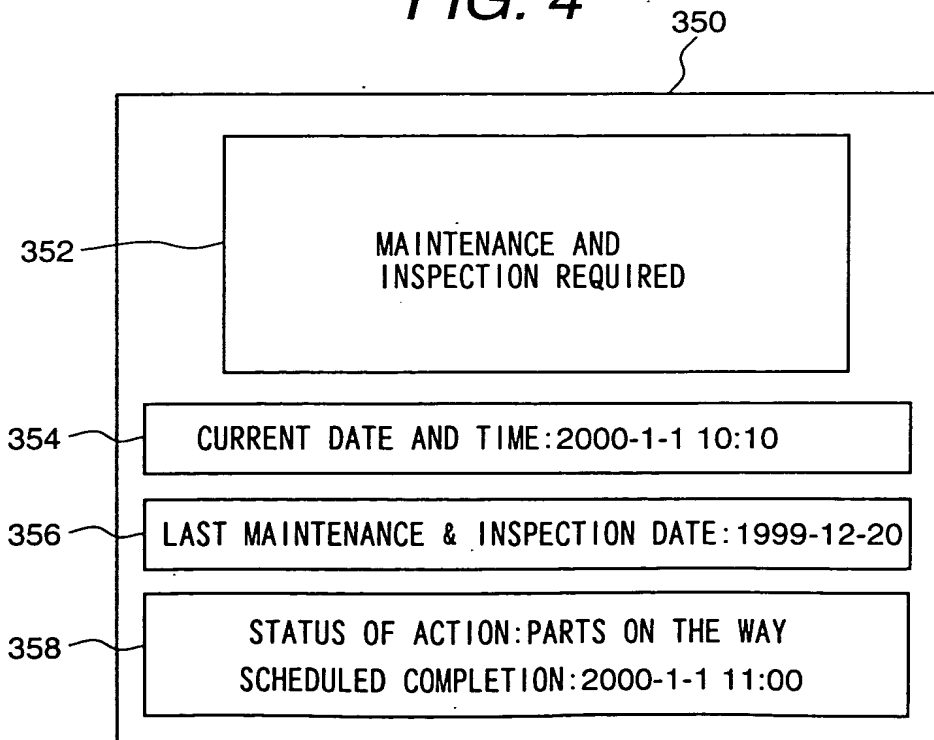 FIG. 4
350
352
MAINTENANCE AND
INSPECTION REQUIRED
354
CURRENT DATE AND TIME:2000-1-1 10:10
356
LAST MAINTENANCE & INSPECTION DATE:1999-12-20
358
STATUS OF ACTION:PARTS ON THE WAY
SCHEDULED COMPLETION:2000-1-1 11:00